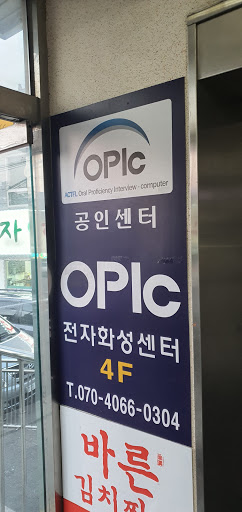 OPIc
ACTFL Oral Proficiency Interview - computer
공인센터
OPIc
전자화성센터
4F
T.070-4066-0304
바른
김치찌
자